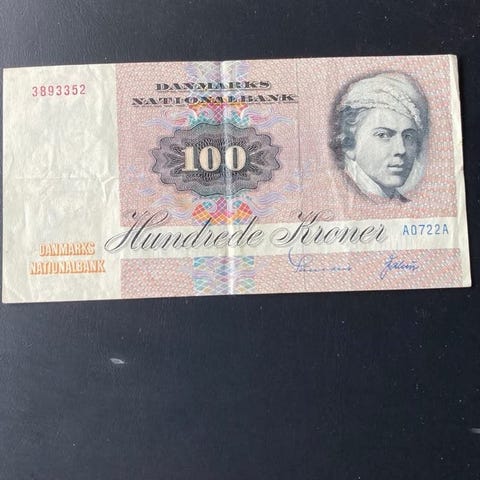 3893352
DANMARKS
NATIONALBANK
100
Hundrede Kroner
A0722A
DANMARKS
NATIONALBANK